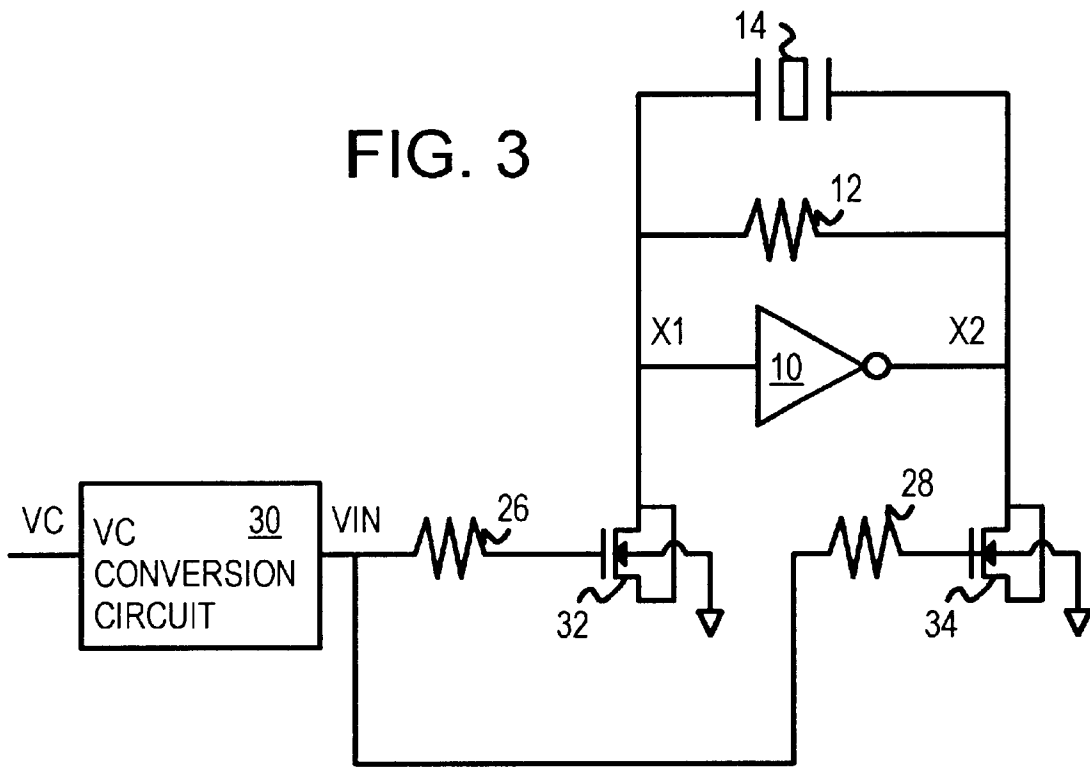 14
FIG. 3
12
X1
X2
10
28
VC
VC
30
VIN
26
CONVERSION
CIRCUIT
32
34